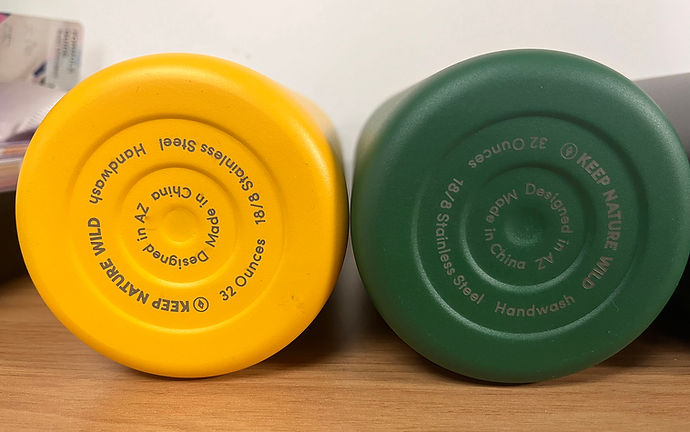 KEEP NATURE WILD Handwash 18/8 Stainless Steel 32 Ounces
Designed in AZ Made in China
KEEP NATURE WILD Handwash 18/8 Stainless Steel 32 Ounces
Designed in AZ Made in China